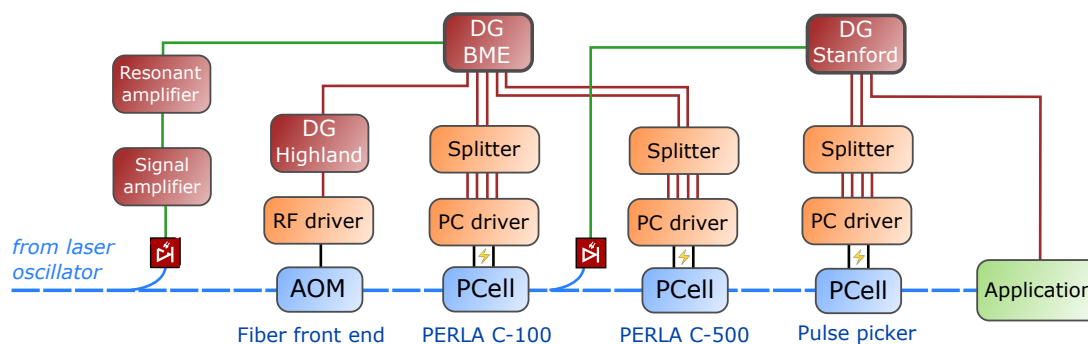 DG
BME
DG
Stanford
Resonant
amplifier
DG
Highland
Splitter
Splitter
Splitter
Signal
amplifier
RF driver
PC driver
PC driver
PC driver
from laser
oscillator
AOM
PCell
PCell
PCell
Application
Fiber front end
PERLA C-100
PERLA C-500
Pulse picker